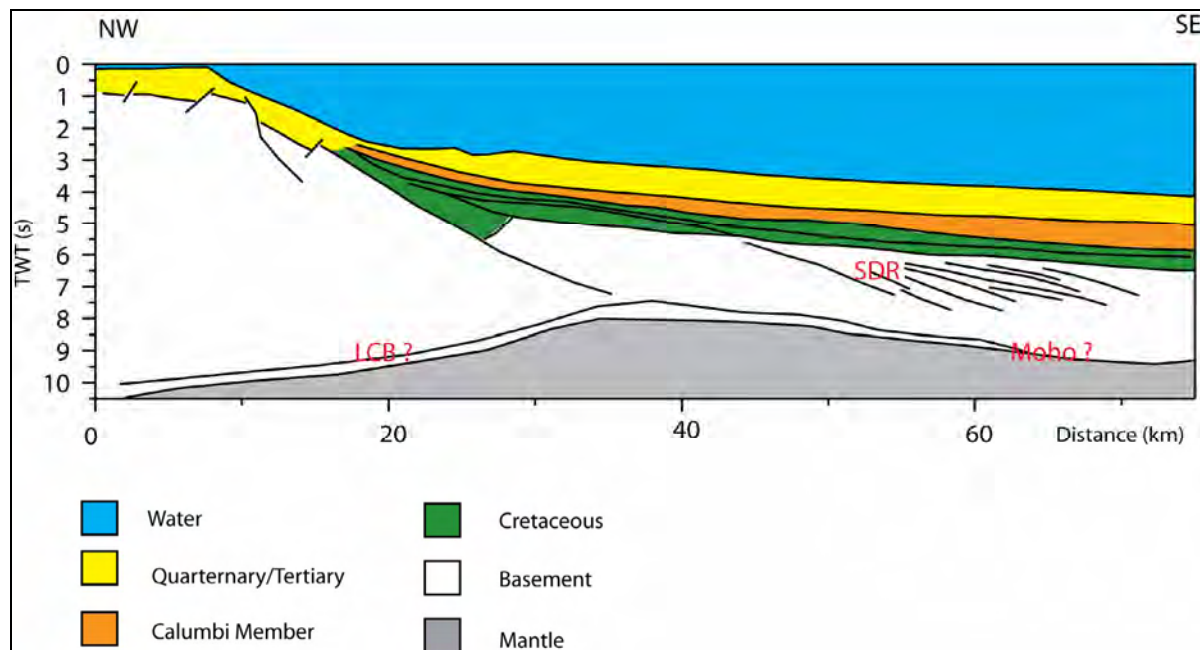 NW
SE
0
1
2
3
4
5
6
7
8
9
10
TWT (s)
SDR
LCB ?
Moho ?
0
20
40
60
Distance (km)
Water
Cretaceous
Quarternary/Tertiary
Basement
Calumbi Member
Mantle